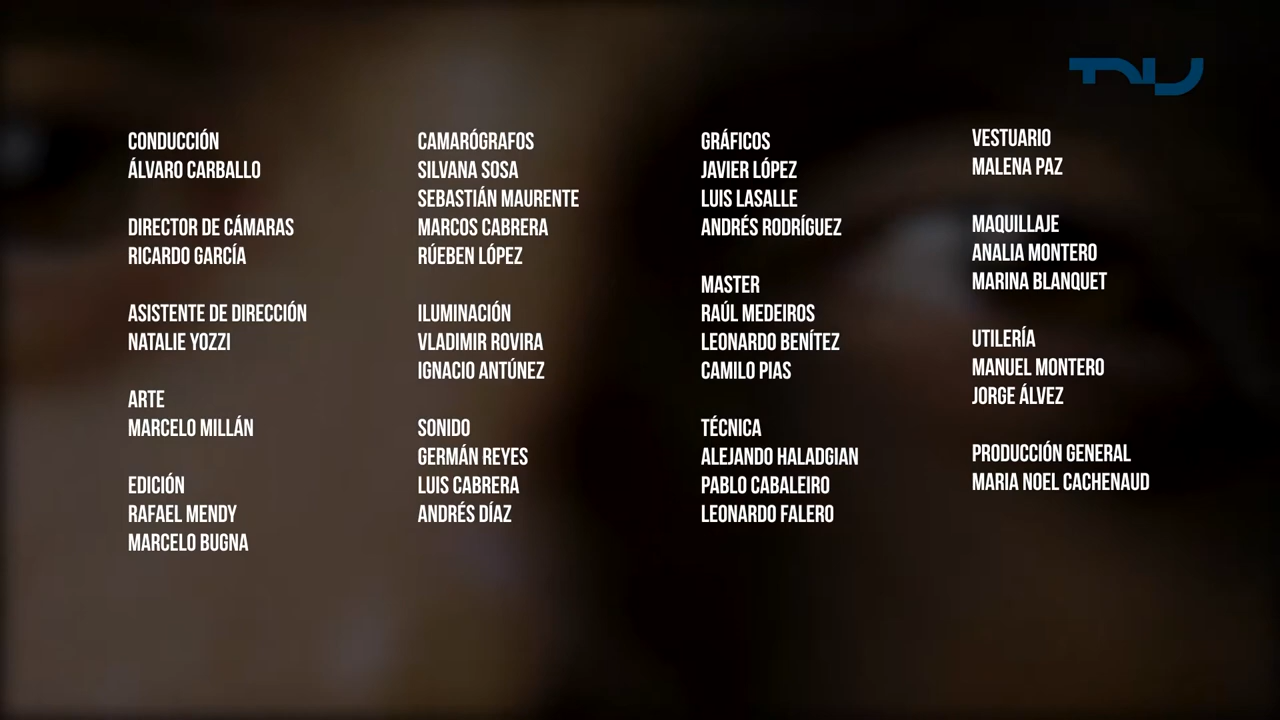 TNU
CONDUCCIÓN
ÁLVARO CARBALLO
DIRECTOR DE CÁMARAS
RICARDO GARCÍA
ASISTENTE DE DIRECCIÓN
NATALIE YOZZI
ARTE
MARCELO MILLÁN
EDICIÓN
RAFAEL MENDY
MARCELO BUGNA
CAMARÓGRAFOS
SILVANA SOSA
SEBASTIÁN MAURENTE
MARCOS CABRERA
RÚEBEN LÓPEZ
ILUMINACIÓN
VLADIMIR ROVIRA
IGNACIO ANTÚNEZ
SONIDO
GERMÁN REYES
LUIS CABRERA
ANDRÉS DÍAZ
GRÁFICOS
JAVIER LÓPEZ
LUIS LASALLE
ANDRÉS RODRÍGUEZ
MASTER
RAÚL MEDEIROS
LEONARDO BENÍTEZ
CAMILO PIAS
TÉCNICA
ALEJANDO HALADGIAN
PABLO CABALEIRO
LEONARDO FALERO
VESTUARIO
MALENA PAZ
MAQUILLAJE
ANALIA MONTERO
MARINA BLANQUET
UTILERÍA
MANUEL MONTERO
JORGE ÁLVEZ
PRODUCCIÓN GENERAL
MARIA NOEL CACHENAUD